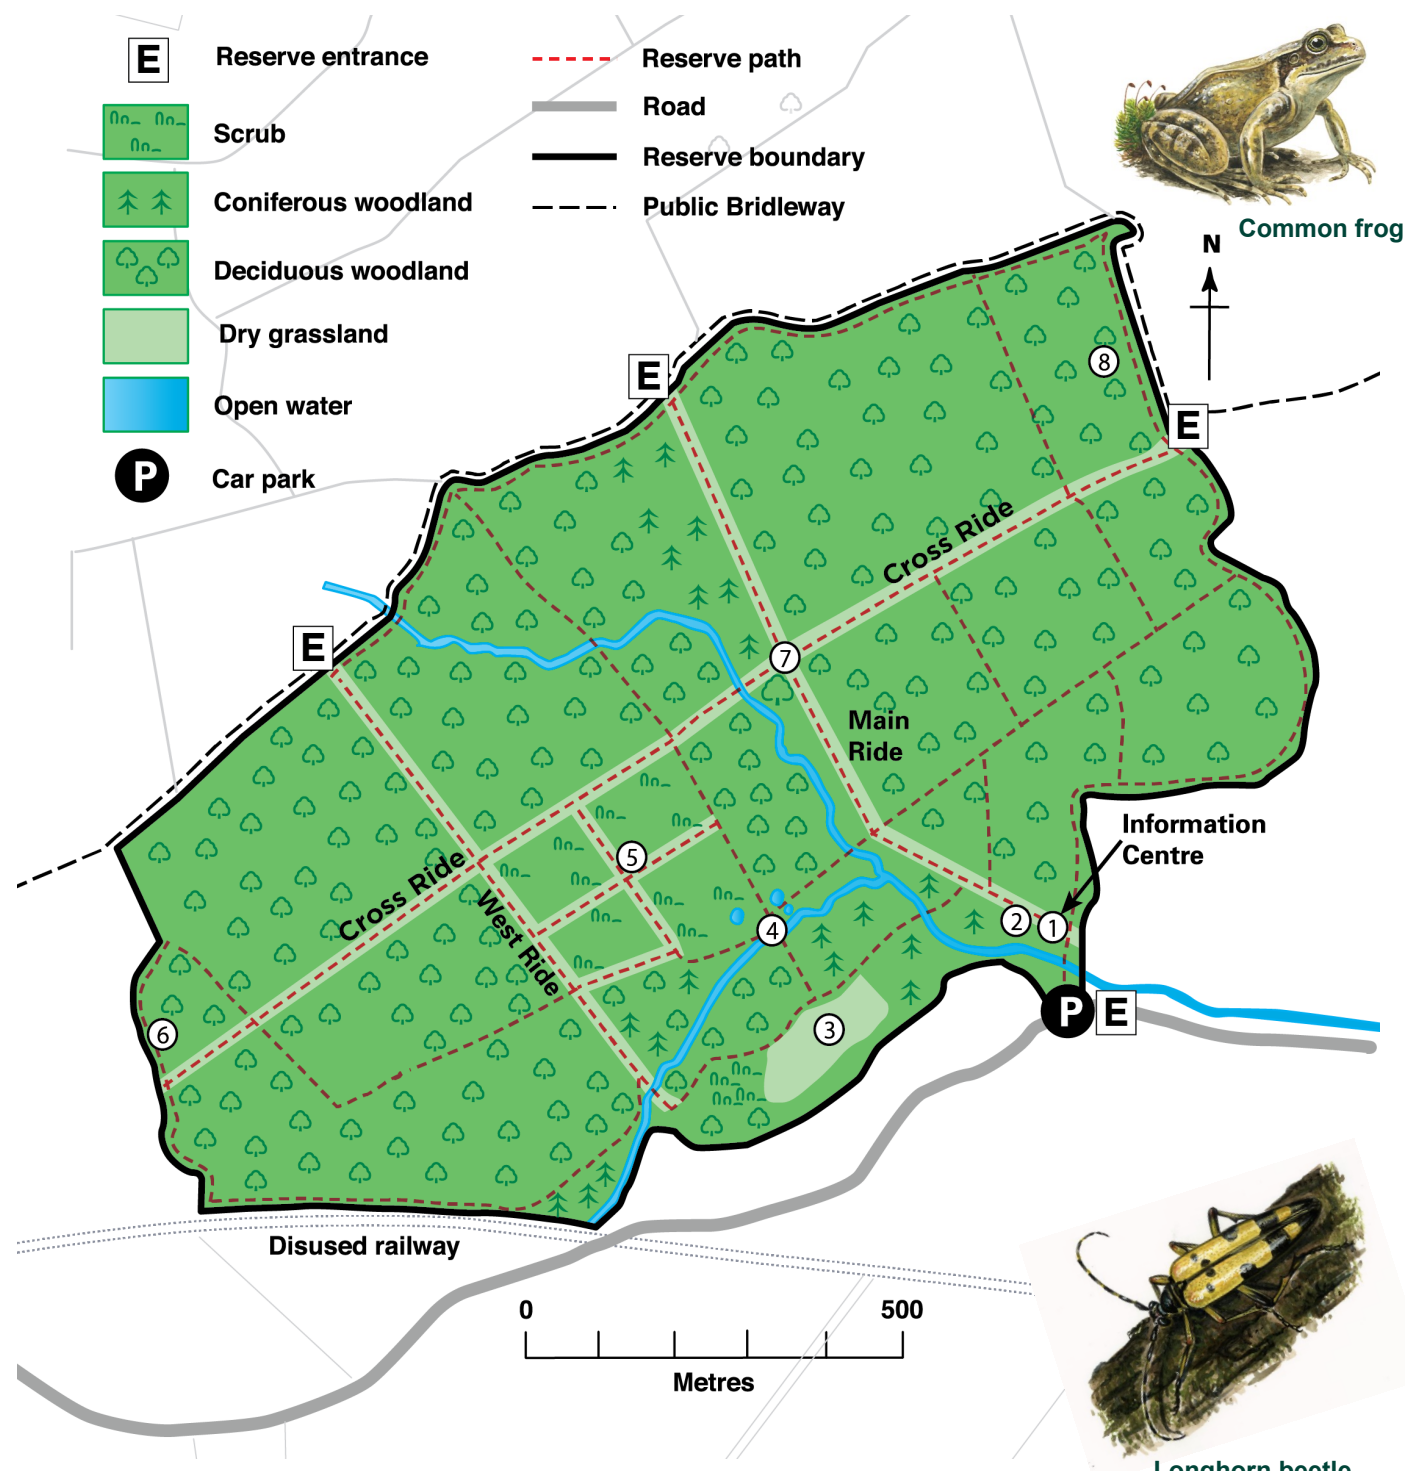 E
Reserve entrance
Scrub
Coniferous woodland
Deciduous woodland
Dry grassland
Open water
P
Car park
Reserve path
Road
Reserve boundary
Public Bridleway
Common frog
N
E
8
E
Cross Ride
E
7
Main
Ride
Information
Centre
5
Cross Ride
West Ride
2
1
4
6
3
P
E
Disused railway
0
500
Metres
Longhorn beetle